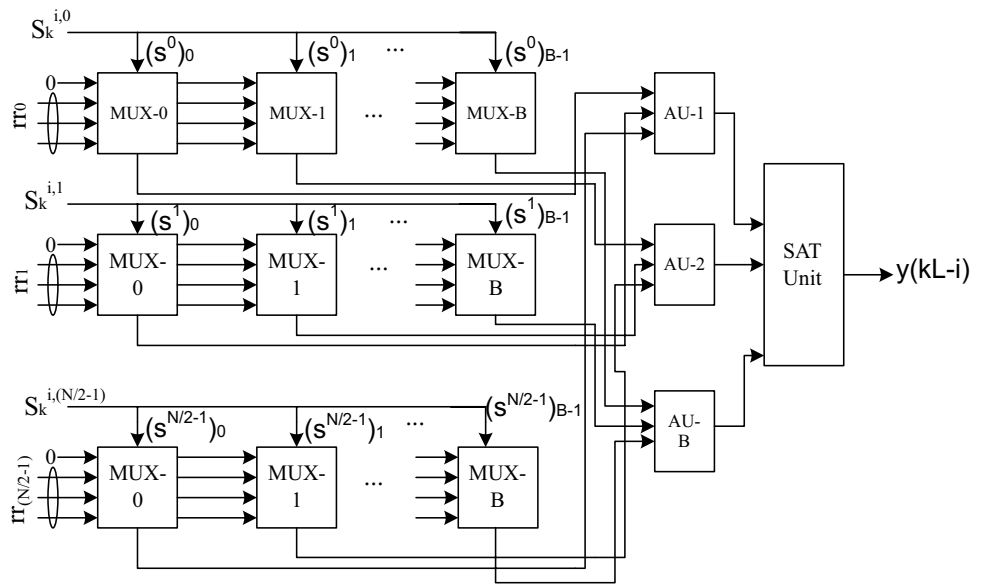 S_k^{i,0}
(s^0)_0
(s^0)_1
...
(s^0)_{B-1}
0
rr_0
MUX-0
MUX-1
...
MUX-B
AU-1
S_k^{i,1}
(s^1)_0
(s^1)_1
...
(s^1)_{B-1}
0
rr_1
MUX-
0
MUX-
1
...
MUX-
B
AU-2
SAT
Unit
y(kL-i)
S_k^{i,(N/2-1)}
(s^{N/2-1})_0
(s^{N/2-1})_1
...
(s^{N/2-1})_{B-1}
AU-
B
0
rr_{(N/2-1)}
MUX-
0
MUX-
1
...
MUX-
B